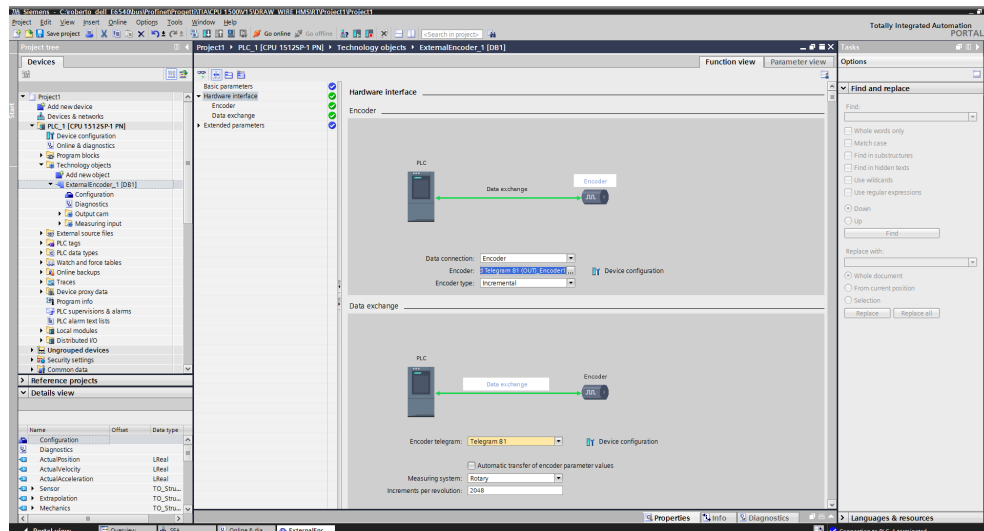 Siemens - C:\roberto dell E6540\bus\Profinet\Progetti\TIA\CPU 1500\V15\DRAW_WIRE HMS\RT\Project1\Project1
Project Edit View Insert Online Options Tools Window Help
Save project Go online Go offline <Search in project>
Totally Integrated Automation
PORTAL
Project tree
Project1 PLC_1 [CPU 1512SP-1 PN] Technology objects ExternalEncoder_1 [DB1]
Tasks
Devices
Function view Parameter view
Options
Project1
Add new device
Devices & networks
PLC_1 [CPU 1512SP-1 PN]
Device configuration
Online & diagnostics
Program blocks
Technology objects
Add new object
ExternalEncoder_1 [DB1]
Configuration
Diagnostics
Output cam
Measuring input
External source files
PLC tags
PLC data types
Watch and force tables
Online backups
Traces
Device proxy data
Program info
PLC supervisions & alarms
PLC alarm text lists
Local modules
Distributed I/O
Ungrouped devices
Security settings
Common data
Reference projects
Details view
Name Offset Data type
Configuration
Diagnostics
ActualPosition LReal
ActualVelocity LReal
ActualAcceleration LReal
Sensor TO_Stru...
Extrapolation TO_Stru...
Mechanics TO_Stru...
Basic parameters
Hardware interface
Encoder
Data exchange
Extended parameters
Hardware interface
Encoder
PLC
Data exchange
Encoder
Data connection: Encoder
Encoder: Telegram 81 (OUT)_Encoder1 ... Device configuration
Encoder type: Incremental
Data exchange
PLC
Data exchange
Encoder
Encoder telegram: Telegram 81 Device configuration
Automatic transfer of encoder parameter values
Measuring system: Rotary
Increments per revolution: 2048
Find and replace
Find:
Whole words only
Match case
Find in substructures
Find in hidden texts
Use wildcards
Use regular expressions
Down
Up
Find
Replace with:
Whole document
From current position
Selection
Replace Replace all
Properties Info Diagnostics
Languages & resources
Portal view Overview Online & dia... ExternalEnc...